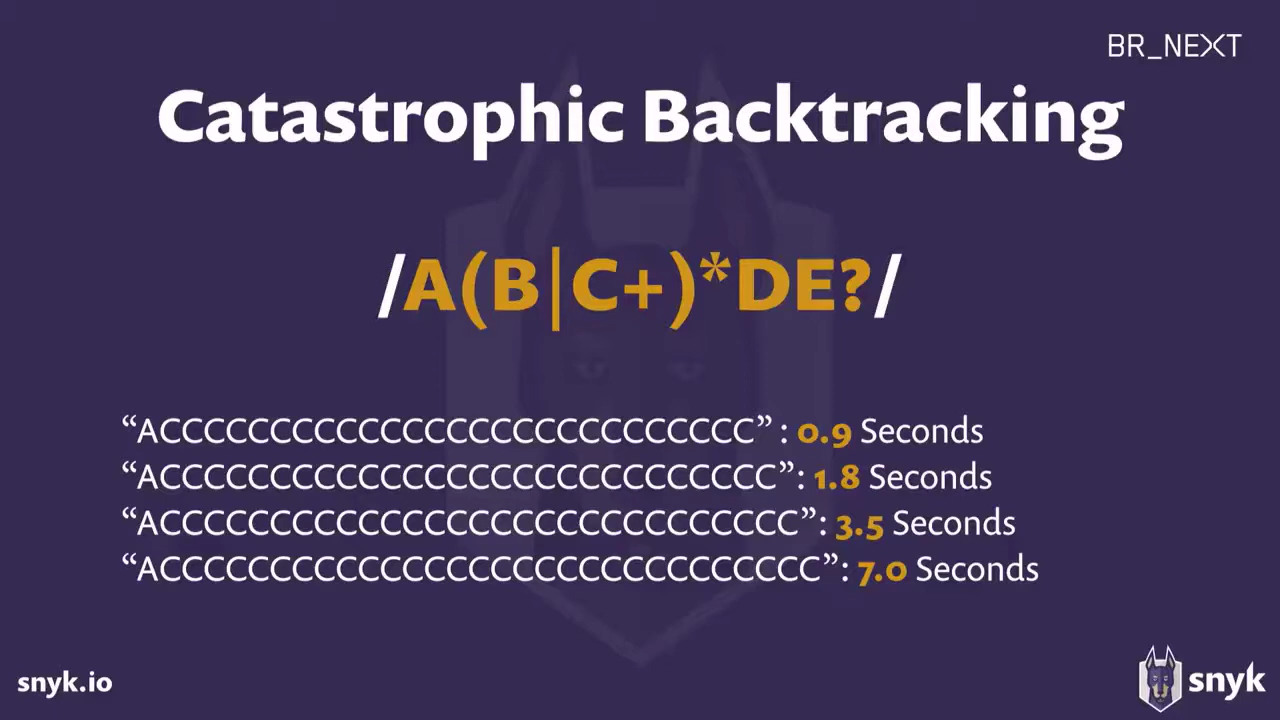 BR_NEXT
Catastrophic Backtracking
/A(B|C+)*DE?/
“ACCCCCCCCCCCCCCCCCCCCCCCCCCC” : 0.9 Seconds
“ACCCCCCCCCCCCCCCCCCCCCCCCCCCC”: 1.8 Seconds
“ACCCCCCCCCCCCCCCCCCCCCCCCCCCCC”: 3.5 Seconds
“ACCCCCCCCCCCCCCCCCCCCCCCCCCCCCC”: 7.0 Seconds
snyk.io
snyk